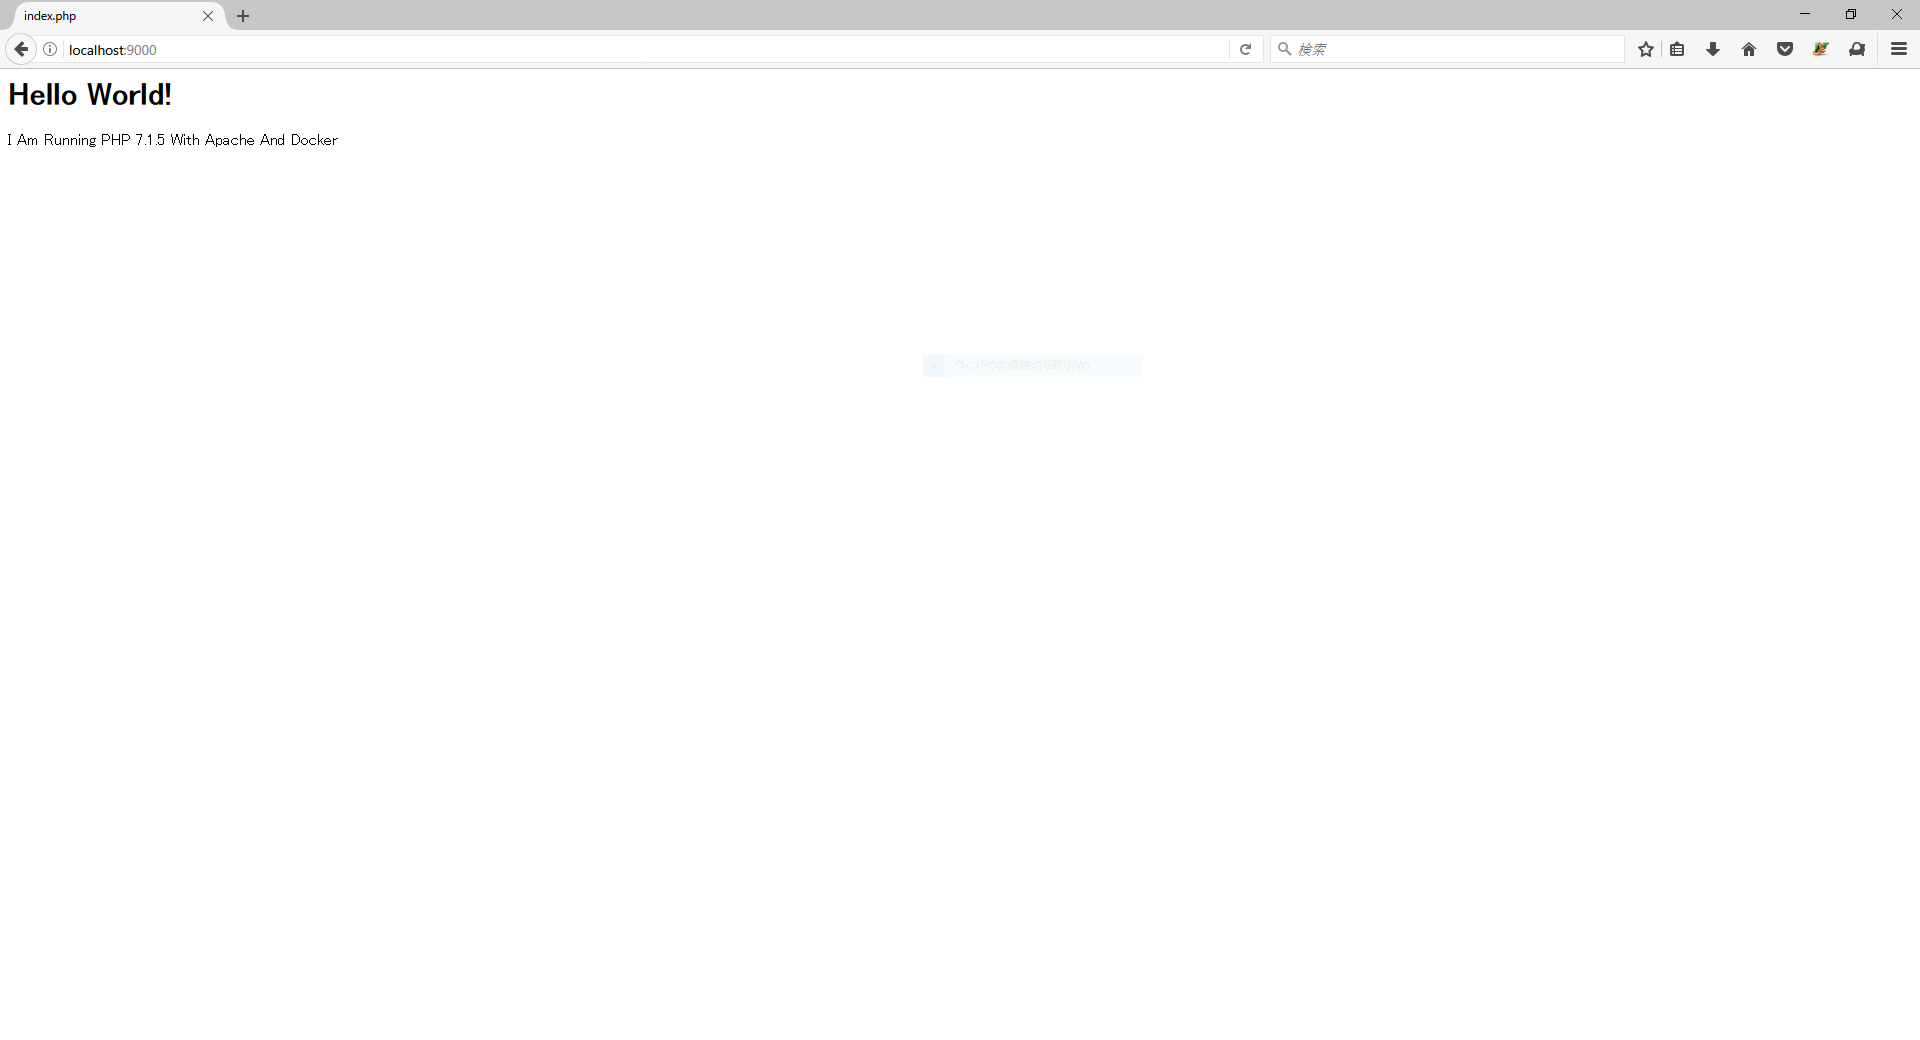 index.php
localhost:9000
検索
Hello World!
I Am Running PHP 7.1.5 With Apache And Docker
ウィンドウの領域切り取り(W)